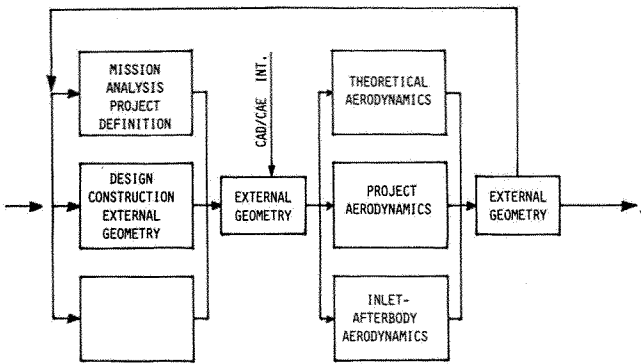 MISSION
ANALYSIS
PROJECT
DEFINITION
DESIGN
CONSTRUCTION
EXTERNAL
GEOMETRY
EXTERNAL
GEOMETRY
CAD/CAE INT.
THEORETICAL
AERODYNAMICS
PROJECT
AERODYNAMICS
INLET-
AFTERBODY
AERODYNAMICS
EXTERNAL
GEOMETRY